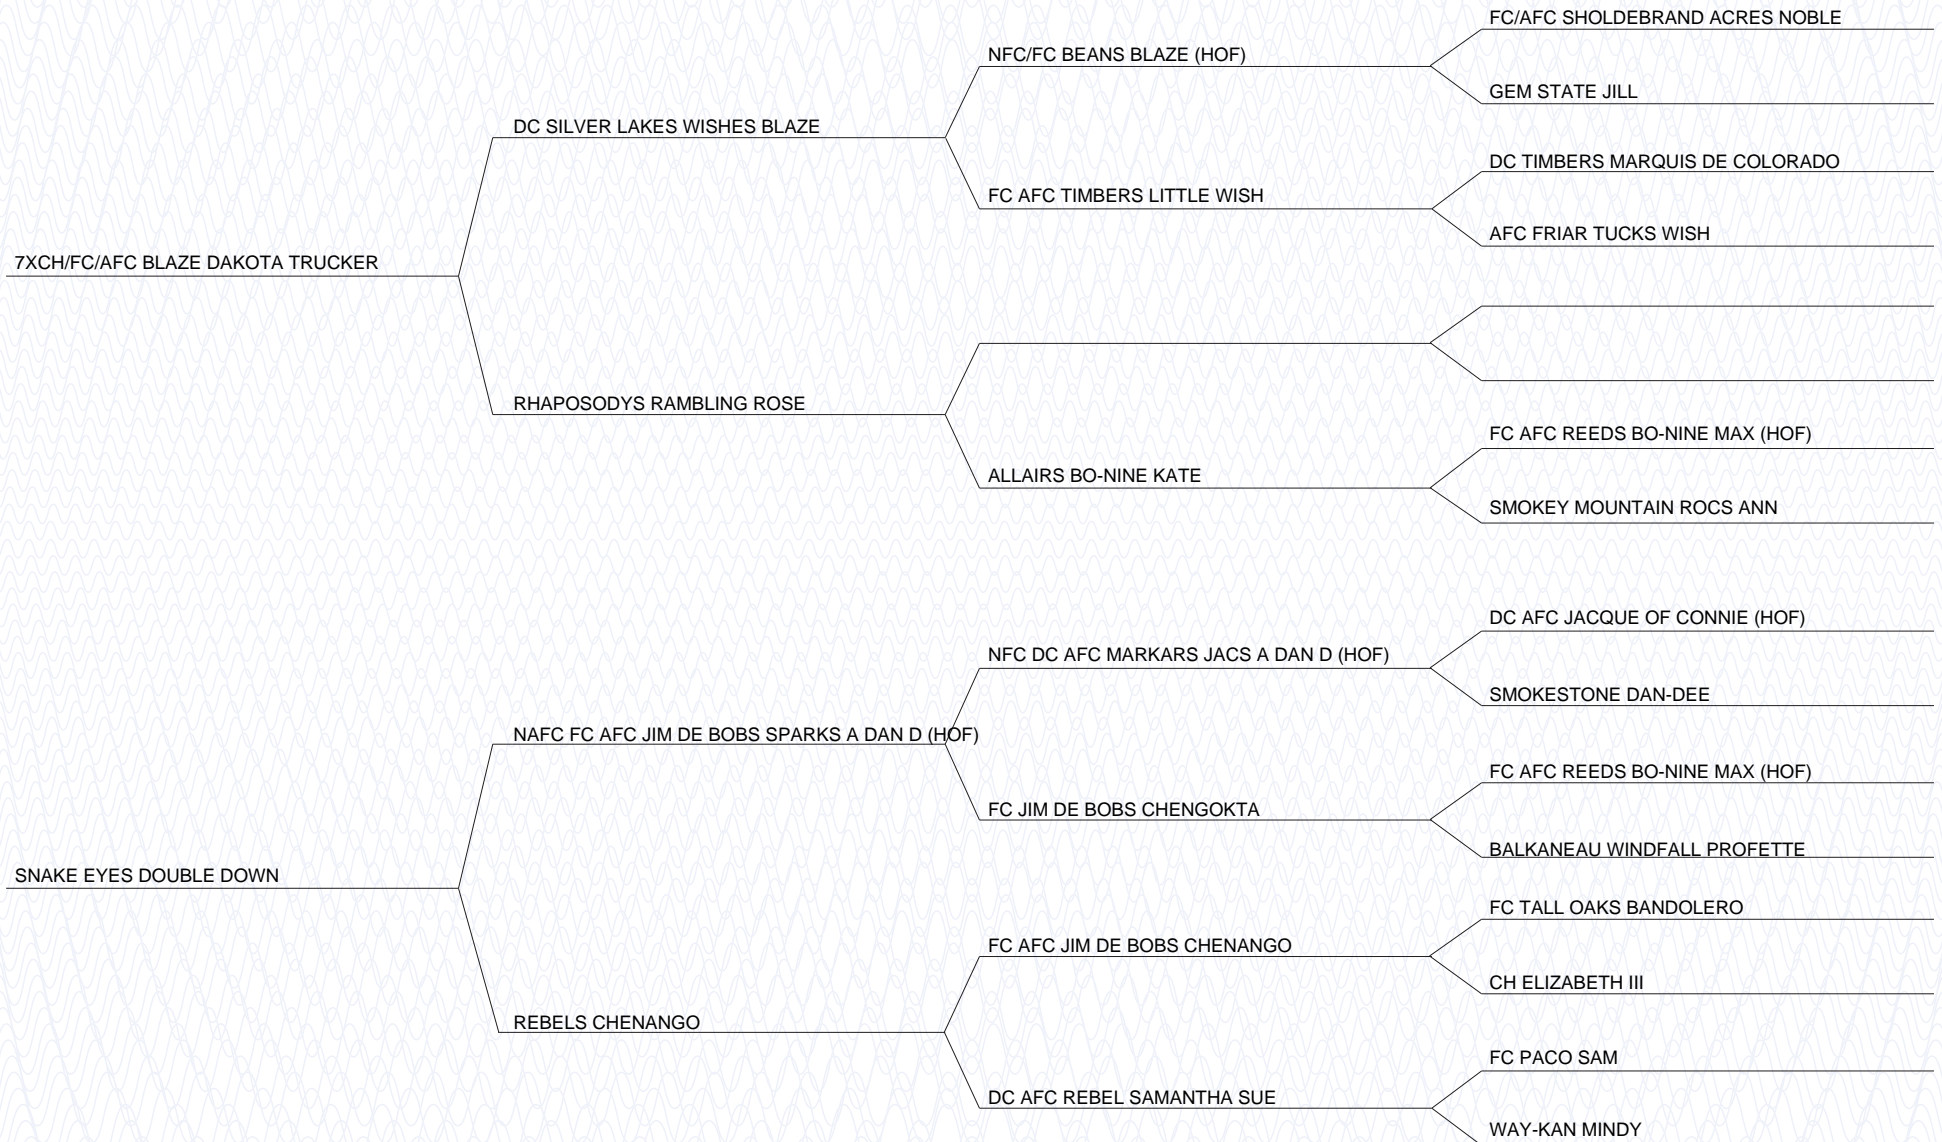 FC/AFC SHOLDEBRAND ACRES NOBLE
NFC/FC BEANS BLAZE (HOF)
GEM STATE JILL
DC SILVER LAKES WISHES BLAZE
DC TIMBERS MARQUIS DE COLORADO
FC AFC TIMBERS LITTLE WISH
AFC FRIAR TUCKS WISH
7XCH/FC/AFC BLAZE DAKOTA TRUCKER
RHAPOSODYS RAMBLING ROSE
FC AFC REEDS BO-NINE MAX (HOF)
ALLAIRS BO-NINE KATE
SMOKEY MOUNTAIN ROCS ANN
DC AFC JACQUE OF CONNIE (HOF)
NFC DC AFC MARKARS JACS A DAN D (HOF)
SMOKESTONE DAN-DEE
NAFC FC AFC JIM DE BOBS SPARKS A DAN D (HOF)
FC AFC REEDS BO-NINE MAX (HOF)
FC JIM DE BOBS CHENGOKTA
BALKANEAU WINDFALL PROFETTE
SNAKE EYES DOUBLE DOWN
FC TALL OAKS BANDOLERO
FC AFC JIM DE BOBS CHENANGO
CH ELIZABETH III
REBELS CHENANGO
FC PACO SAM
DC AFC REBEL SAMANTHA SUE
WAY-KAN MINDY